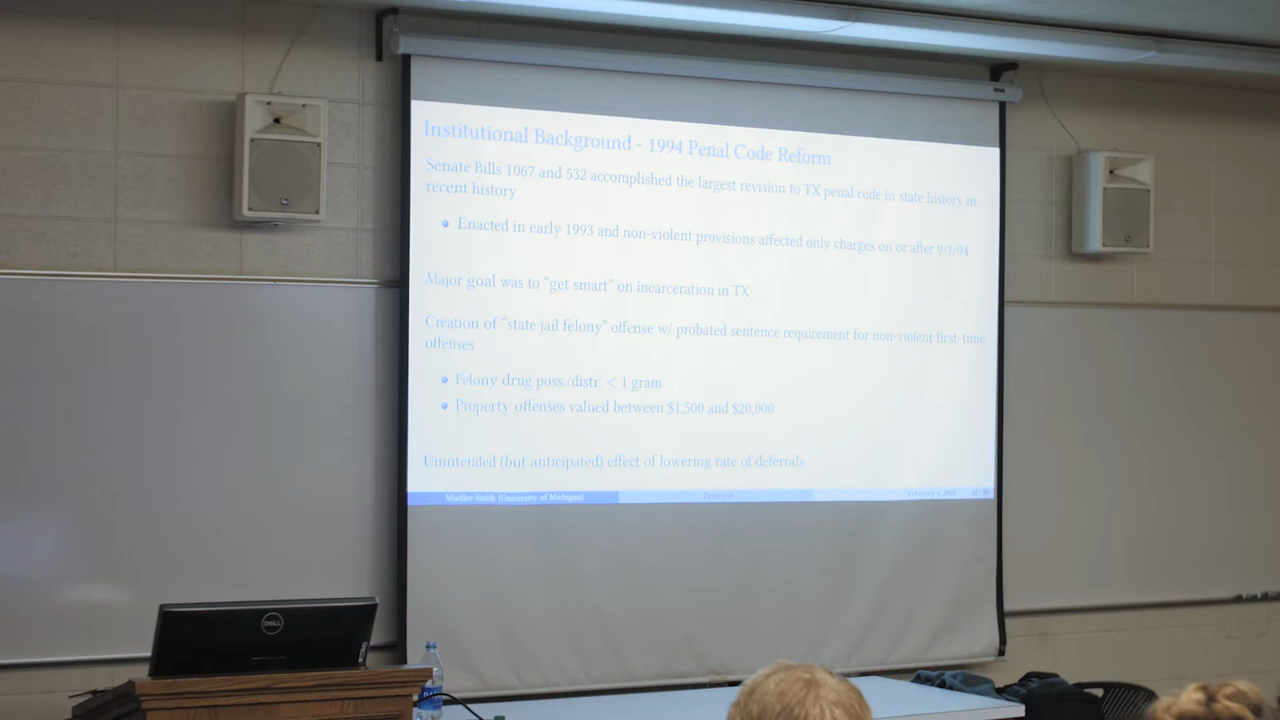 Institutional Background - 1994 Penal Code Reform
Senate Bills 1067 and 532 accomplished the largest revision to TX penal code in state history in
recent history
Enacted in early 1993 and non-violent provisions affected only charges on or after 9/1/94
Major goal was to "get smart" on incarceration in TX
Creation of "state jail felony" offense w/ probated sentence requirement for non-violent first-time
offenses
Felony drug poss./distr. < 1 gram
Property offenses valued between $1,500 and $20,000
Unintended (but anticipated) effect of lowering rate of deferrals
Mueller-Smith (University of Michigan)
Diversion
February 4, 2020
DELL